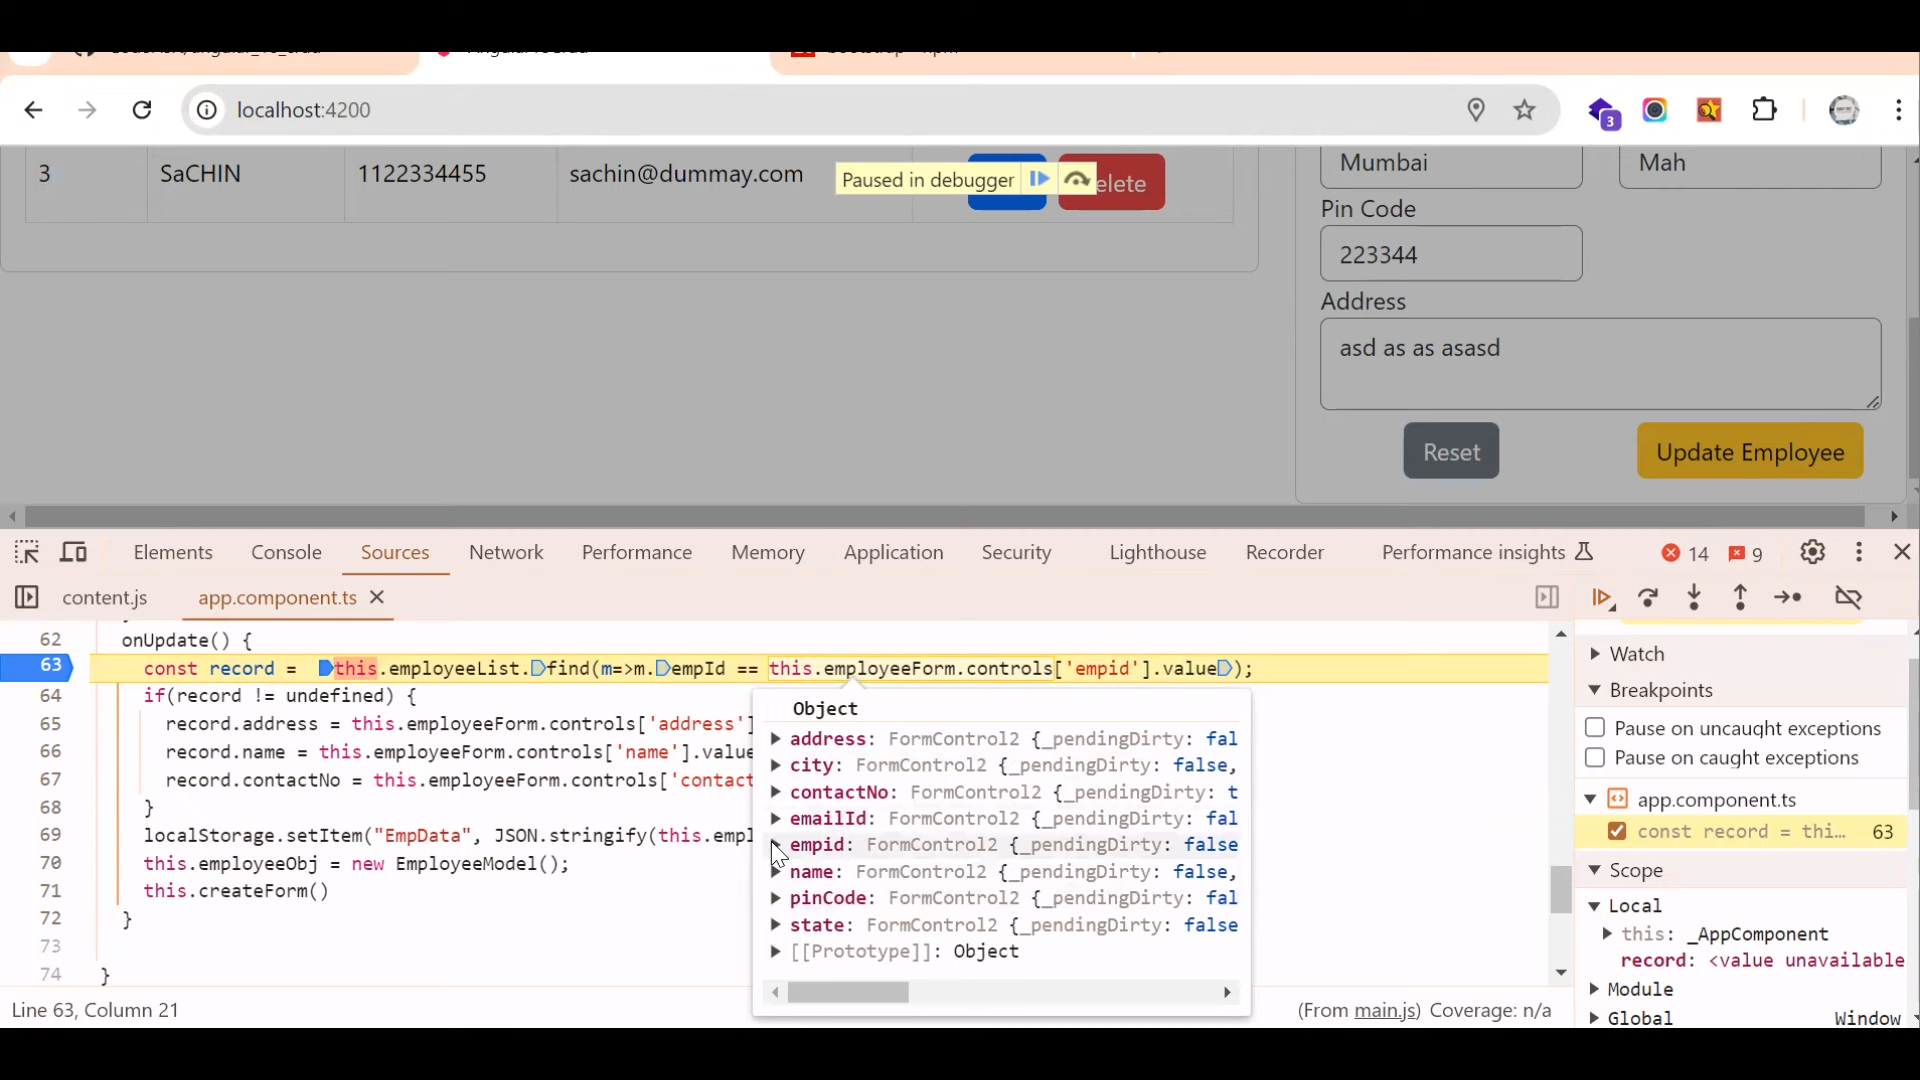 localhost:4200
3
3 SaCHIN 1122334455 sachin@dummay.com elete
Paused in debugger
Mumbai Mah
Pin Code
223344
Address
asd as as asasd
Reset Update Employee
Elements Console Sources Network Performance Memory Application Security Lighthouse Recorder Performance insights 14 9
content.js app.component.ts
62 onUpdate() {
63 const record = this.employeeList.find(m=>m.empId == this.employeeForm.controls['empid'].value);
64 if(record != undefined) {
65 record.address = this.employeeForm.controls['address']
66 record.name = this.employeeForm.controls['name'].value
67 record.contactNo = this.employeeForm.controls['contac
68 }
69 localStorage.setItem("EmpData", JSON.stringify(this.empl
70 this.employeeObj = new EmployeeModel();
71 this.createForm()
72 }
73
74 }
Object
address: FormControl2 {_pendingDirty: fal
city: FormControl2 {_pendingDirty: false,
contactNo: FormControl2 {_pendingDirty: t
emailId: FormControl2 {_pendingDirty: fal
empid: FormControl2 {_pendingDirty: false
name: FormControl2 {_pendingDirty: false,
pinCode: FormControl2 {_pendingDirty: fal
state: FormControl2 {_pendingDirty: false
[[Prototype]]: Object
Watch
Breakpoints
Pause on uncaught exceptions
Pause on caught exceptions
app.component.ts
const record = thi… 63
Scope
Local
this: _AppComponent
record: <value unavailable
Module
Global Window
Line 63, Column 21 (From main.js) Coverage: n/a